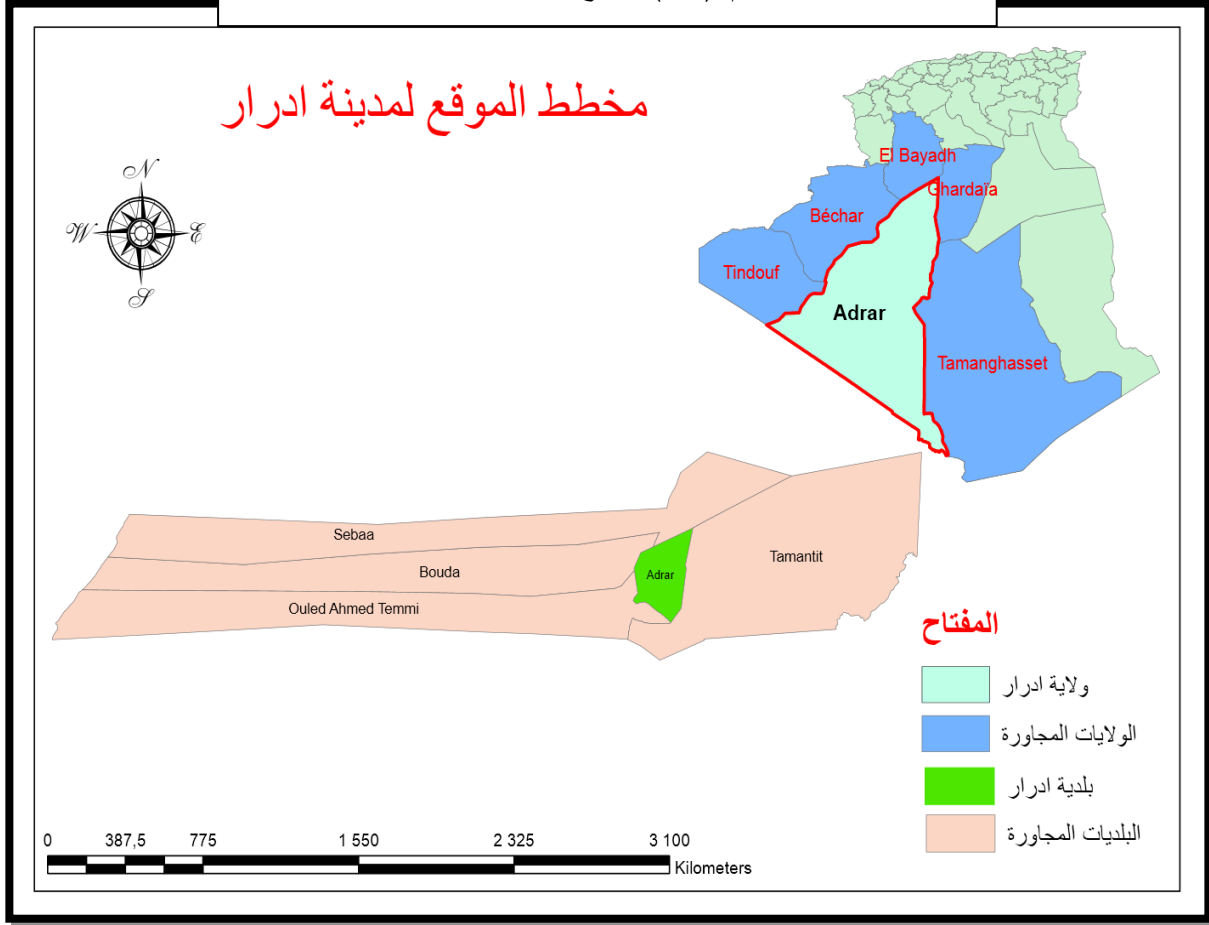 مخطط الموقع لمدينة ادرار
N
W
E
S
El Bayadh
Ghardaïa
Béchar
Tindouf
Adrar
Tamanghasset
Sebaa
Bouda
Adrar
Tamantit
Ouled Ahmed Temmi
المفتاح
ولاية ادرار
الولايات المجاورة
بلدية ادرار
البلديات المجاورة
0 387,5 775 1 550 2 325 3 100
Kilometers